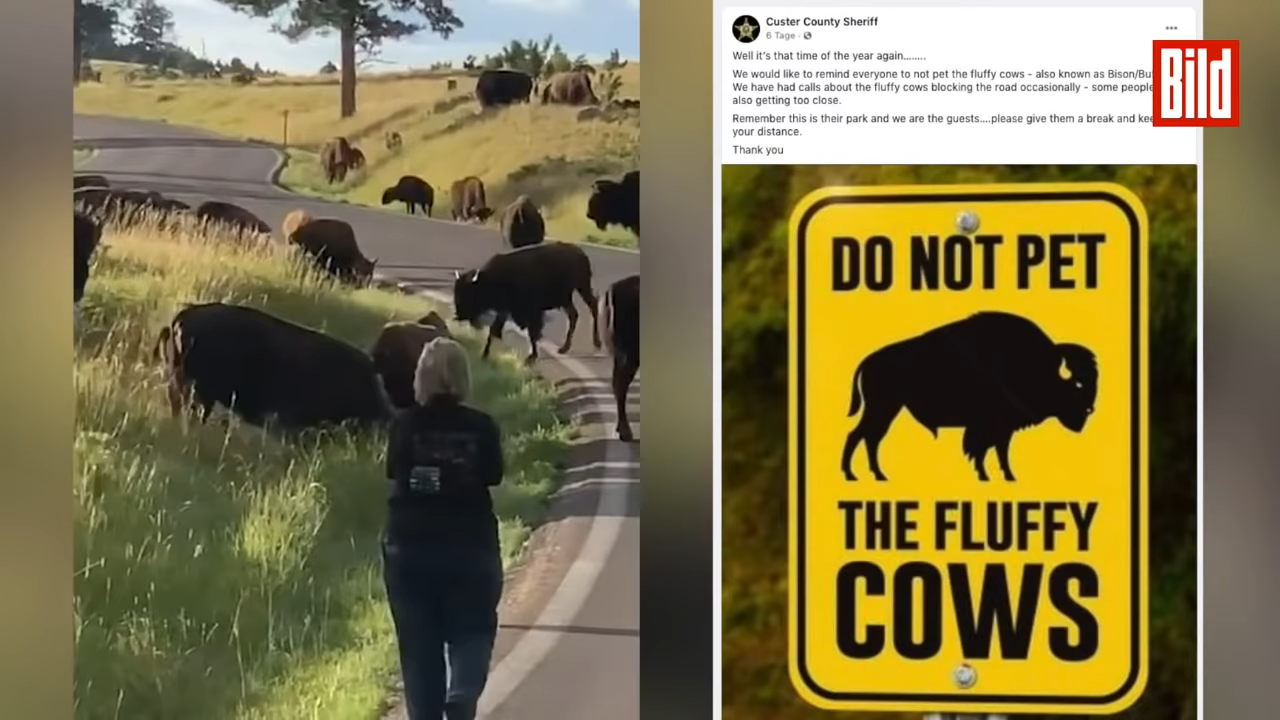 Custer County Sheriff
6 Tage ·
Well it's that time of the year again........
We would like to remind everyone to not pet the fluffy cows - also known as Bison/Bu
We have had calls about the fluffy cows blocking the road occasionally - some people
also getting too close.
Remember this is their park and we are the guests....please give them a break and kee
your distance.
Thank you
Bild
DO NOT PET
THE FLUFFY
COWS